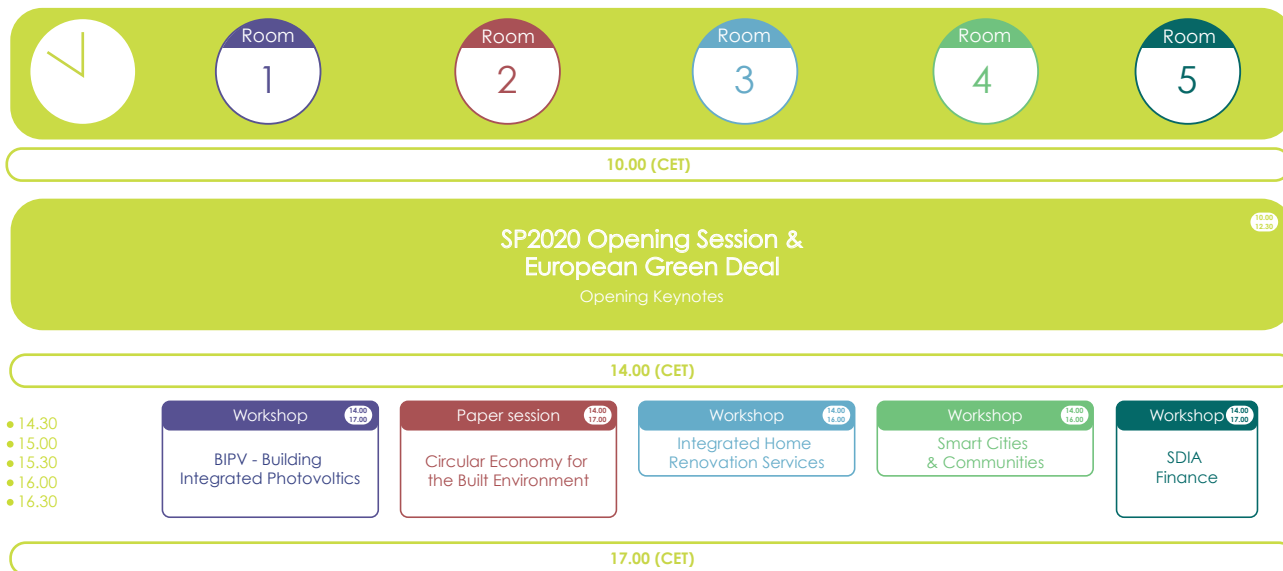 Room
1
Room
2
Room
3
Room
4
Room
5
10.00 (CET)
10.00
12.30
SP2020 Opening Session &
European Green Deal
Opening Keynotes
14.00 (CET)
• 14.30
• 15.00
• 15.30
• 16.00
• 16.30
Workshop
14.00
17.00
BIPV - Building
Integrated Photovoltics
Paper session
14.00
17.00
Circular Economy for
the Built Environment
Workshop
14.00
16.00
Integrated Home
Renovation Services
Workshop
14.00
16.00
Smart Cities
& Communities
Workshop
14.00
17.00
SDIA
Finance
17.00 (CET)